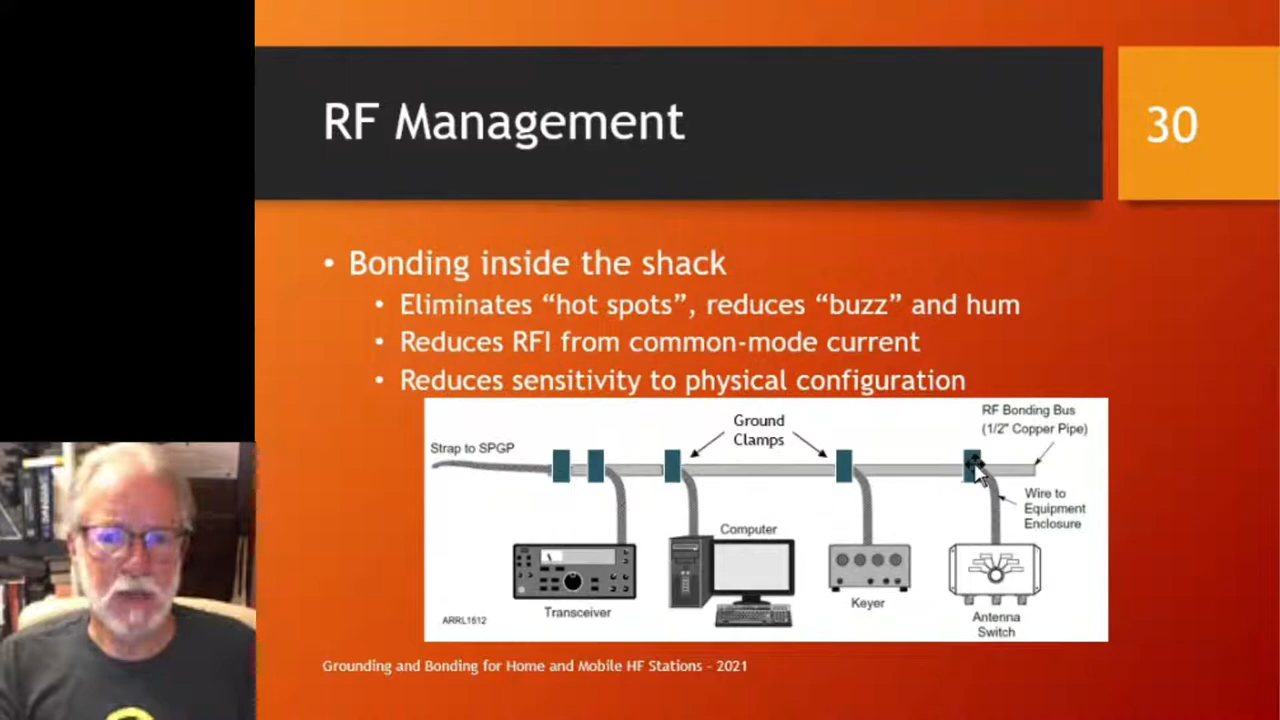 RF Management
30
• Bonding inside the shack
• Eliminates “hot spots”, reduces “buzz” and hum
• Reduces RFI from common-mode current
• Reduces sensitivity to physical configuration
Strap to SPGP
Ground
Clamps
RF Bonding Bus
(1/2" Copper Pipe)
Wire to
Equipment
Enclosure
Computer
Transceiver
Keyer
Antenna
Switch
ARRL1612
Grounding and Bonding for Home and Mobile HF Stations - 2021